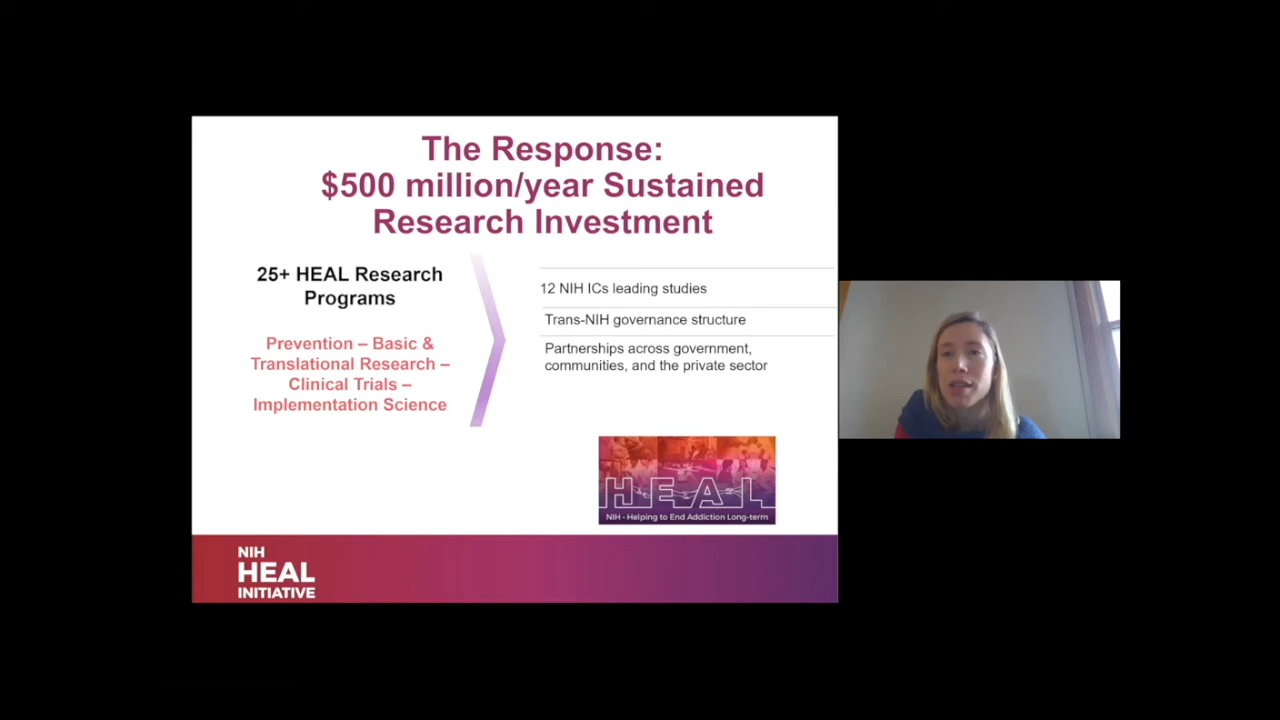 The Response:
$500 million/year Sustained
Research Investment
25+ HEAL Research
Programs
Prevention – Basic &
Translational Research –
Clinical Trials –
Implementation Science
12 NIH ICs leading studies
Trans-NIH governance structure
Partnerships across government,
communities, and the private sector
HEAL
NIH - Helping to End Addiction Long-term
NIH
HEAL
INITIATIVE